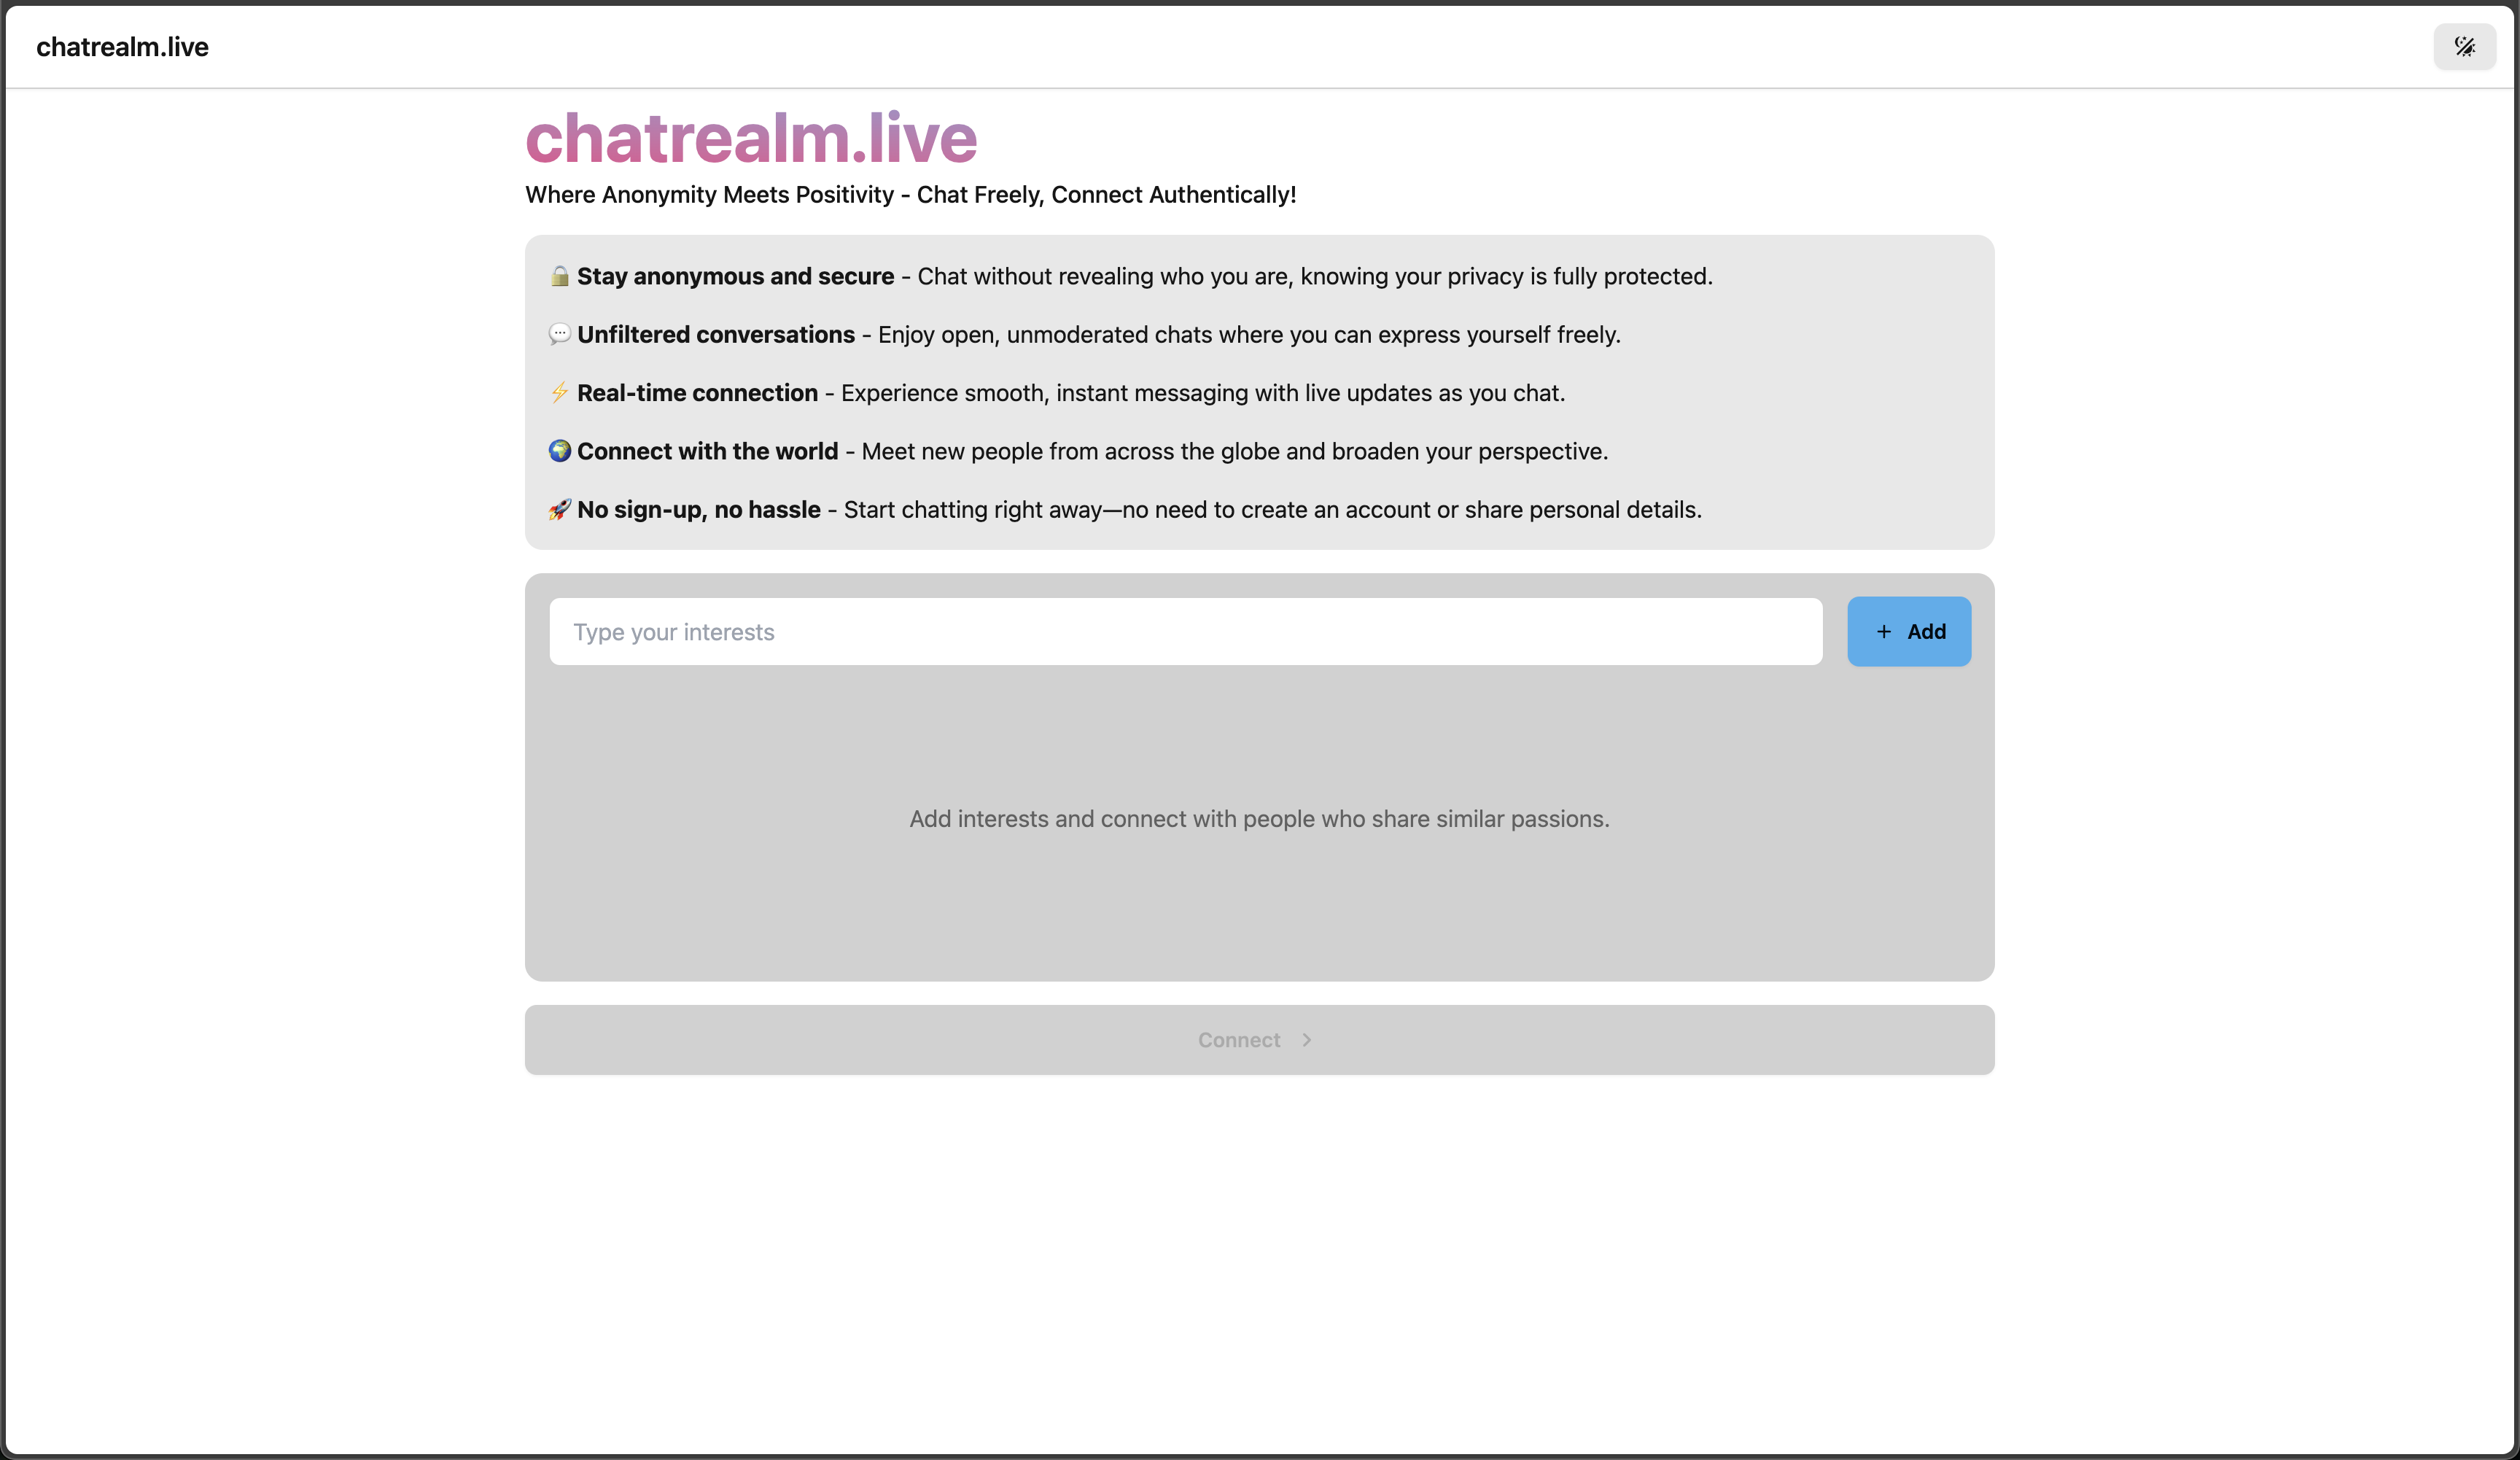 chatrealm.live
chatrealm.live
Where Anonymity Meets Positivity - Chat Freely, Connect Authentically!
🔒 Stay anonymous and secure - Chat without revealing who you are, knowing your privacy is fully protected.
💬 Unfiltered conversations - Enjoy open, unmoderated chats where you can express yourself freely.
⚡ Real-time connection - Experience smooth, instant messaging with live updates as you chat.
🌍 Connect with the world - Meet new people from across the globe and broaden your perspective.
🚀 No sign-up, no hassle - Start chatting right away—no need to create an account or share personal details.
Type your interests
+ Add
Add interests and connect with people who share similar passions.
Connect >